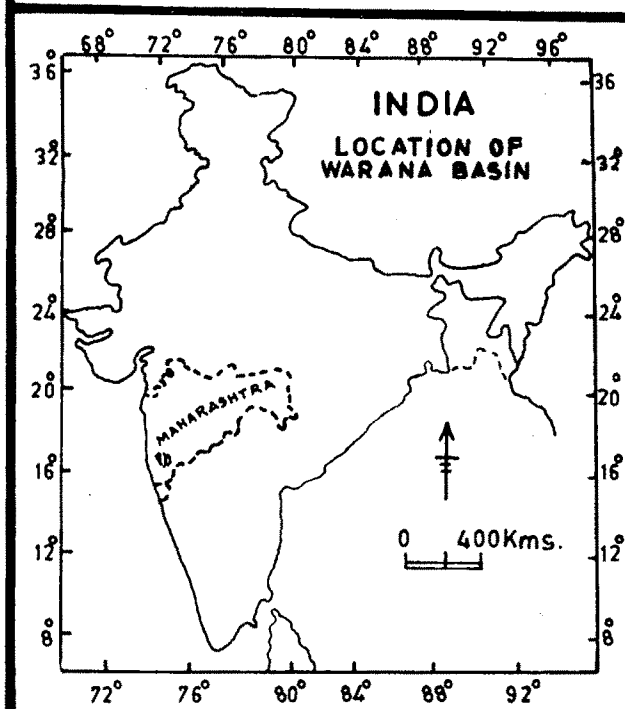 68° 72° 76° 80° 88° 92° 96°
INDIA
LOCATION OF
WARANA BASIN
36° 36°
32° 32°
28° 28°
24° 24°
20° 20°
MAHARASHTRA
16° 16°
0 400Kms.
12° 12°
8° 8°
72° 76° 80° 84° 88° 92°